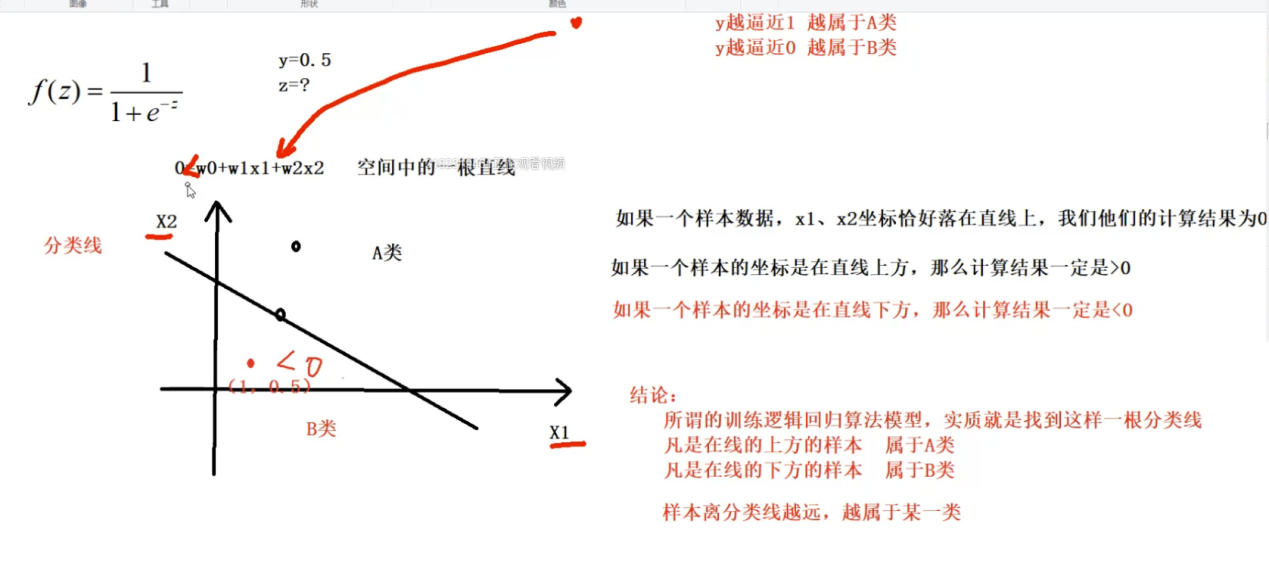 图像
工具
形状
颜色
y越逼近1 越属于A类
y越逼近0 越属于B类
y=0.5
z=?
f(z)=1/(1+e^{-z})
0=w0+w1x1+w2x2 空间中的一根直线
观看视频
如果一个样本数据，x1、x2坐标恰好落在直线上，我们他们的计算结果为0
X2
分类线
A类
如果一个样本的坐标是在直线上方，那么计算结果一定是>0
如果一个样本的坐标是在直线下方，那么计算结果一定是<0
<0
(1, 0.5)
B类
X1
结论：
所谓的训练逻辑回归算法模型，实质就是找到这样一根分类线
凡是在线的上方的样本 属于A类
凡是在线的下方的样本 属于B类
样本离分类线越远，越属于某一类